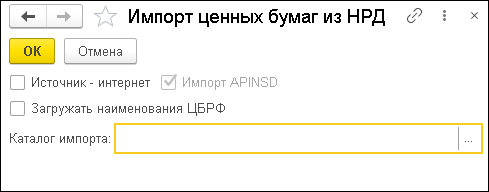 Импорт ценных бумаг из НРД
ОК Отмена
Источник - интернет Импорт APINSD
Загружать наименования ЦБРФ
Каталог импорта: ...